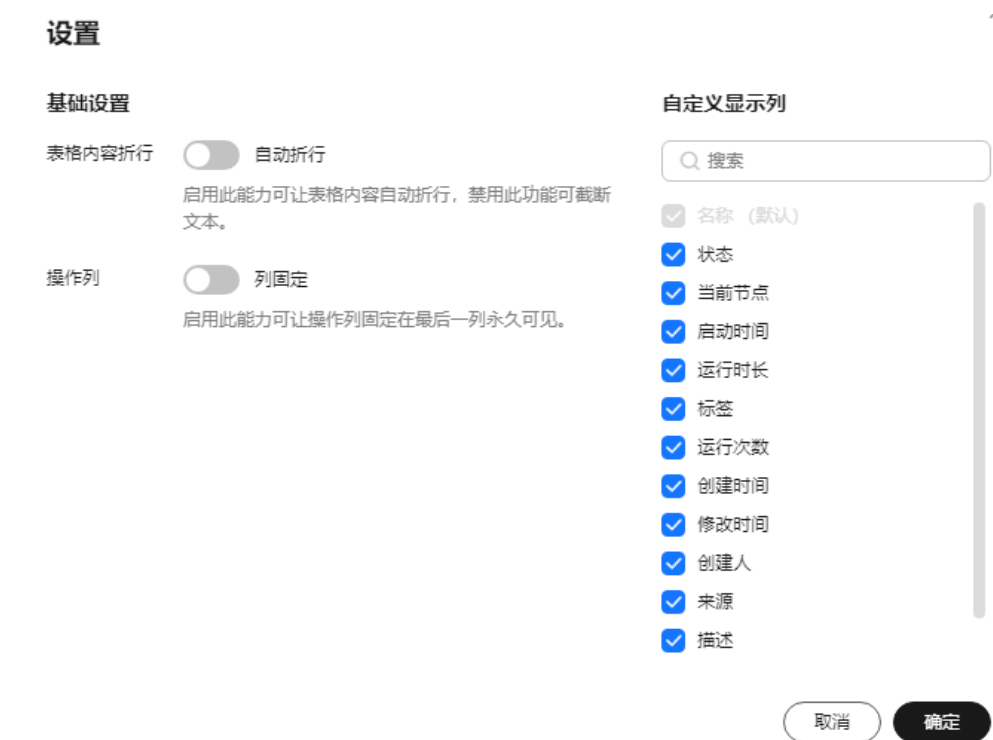 设置
基础设置
表格内容折行
自动折行
启用此能力可让表格内容自动折行，禁用此功能可截断
文本。
操作列
列固定
启用此能力可让操作列固定在最后一列永久可见。
自定义显示列
搜索
名称 （默认）
状态
当前节点
启动时间
运行时长
标签
运行次数
创建时间
修改时间
创建人
来源
描述
取消
确定